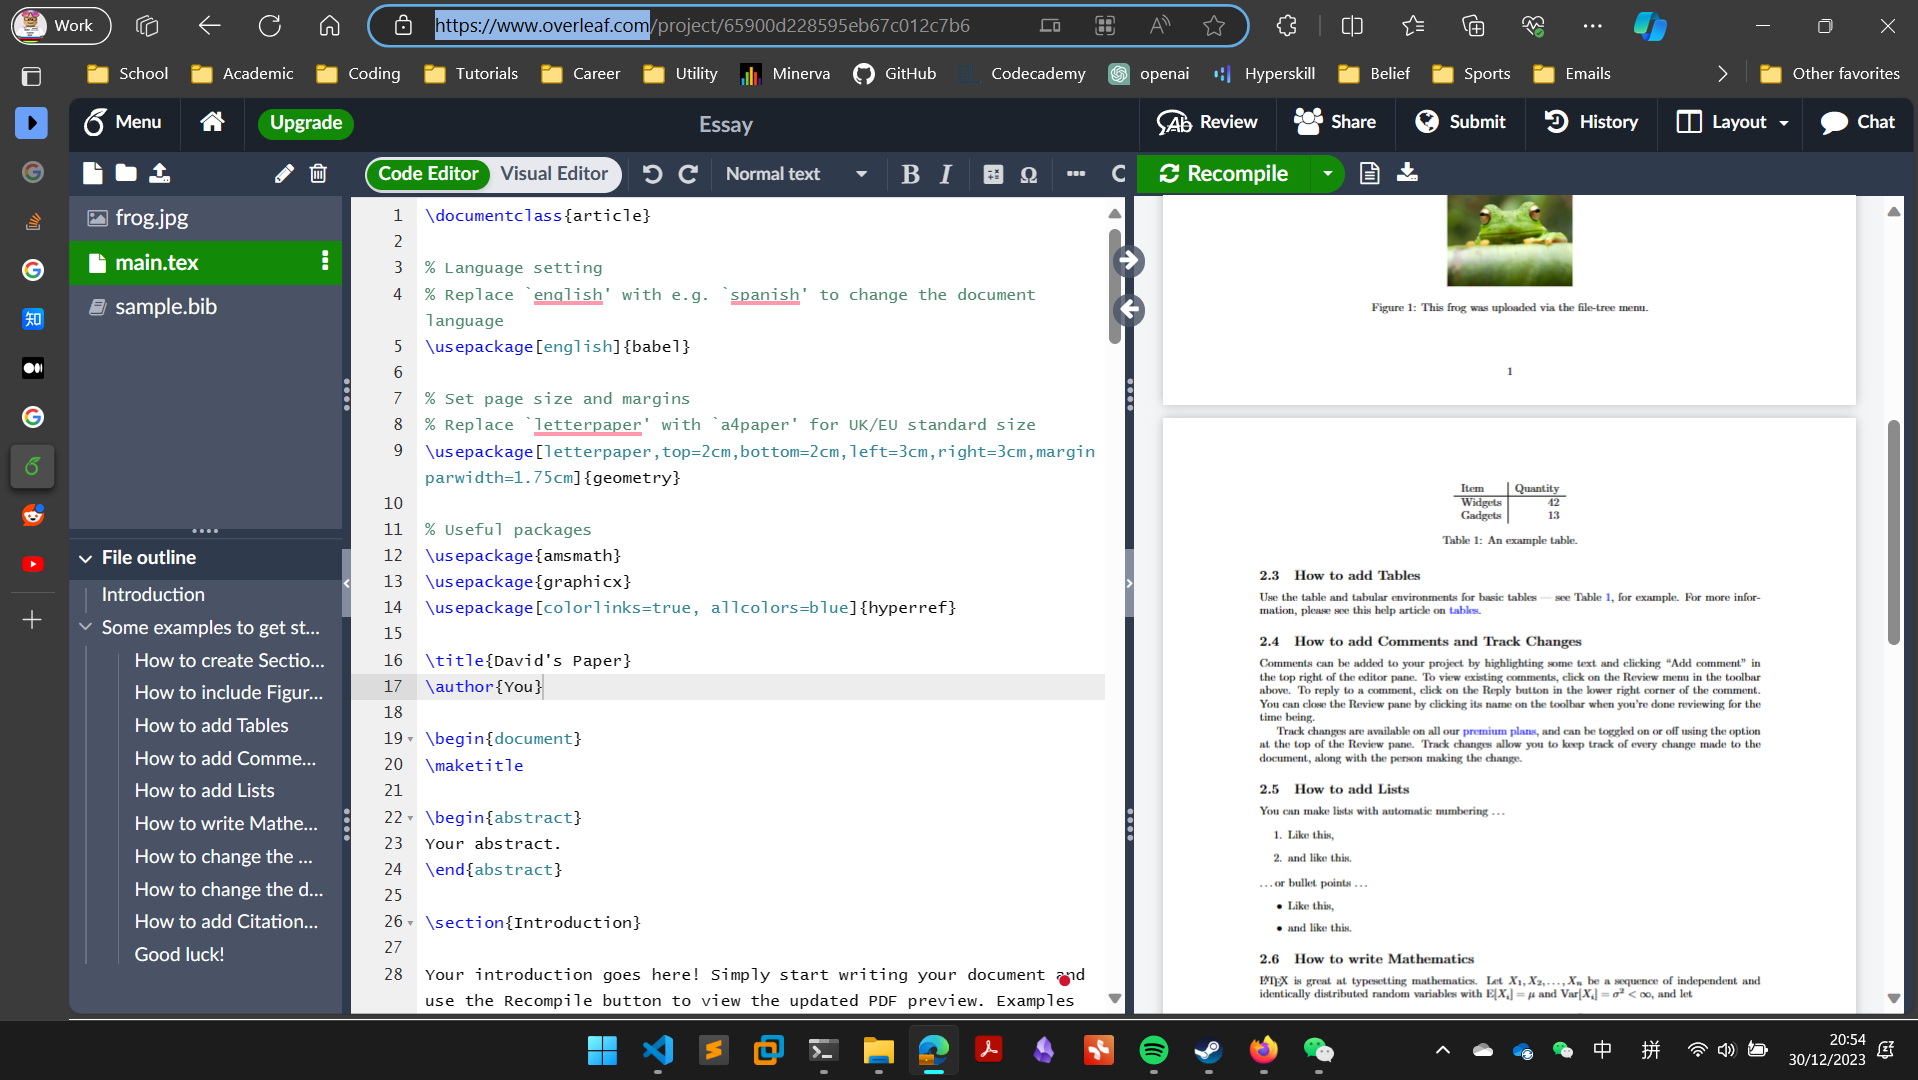 Work
https://www.overleaf.com/project/65900d228595eb67c012c7b6
School
Academic
Coding
Tutorials
Career
Utility
Minerva
GitHub
Codecademy
openai
Hyperskill
Belief
Sports
Emails
Other favorites
Menu
Upgrade
Essay
Review
Share
Submit
History
Layout
Chat
Code Editor
Visual Editor
Normal text
B I
Ω
Recompile
frog.jpg
main.tex
sample.bib
File outline
Introduction
Some examples to get st...
How to create Sectio...
How to include Figur...
How to add Tables
How to add Comme...
How to add Lists
How to write Mathe...
How to change the ...
How to change the d...
How to add Citation...
Good luck!
1 \documentclass{article}
2
3 % Language setting
4 % Replace `english' with e.g. `spanish' to change the document
language
5 \usepackage[english]{babel}
6
7 % Set page size and margins
8 % Replace `letterpaper' with `a4paper' for UK/EU standard size
9 \usepackage[letterpaper,top=2cm,bottom=2cm,left=3cm,right=3cm,margin
parwidth=1.75cm]{geometry}
10
11 % Useful packages
12 \usepackage{amsmath}
13 \usepackage{graphicx}
14 \usepackage[colorlinks=true, allcolors=blue]{hyperref}
15
16 \title{David's Paper}
17 \author{You}
18
19 \begin{document}
20 \maketitle
21
22 \begin{abstract}
23 Your abstract.
24 \end{abstract}
25
26 \section{Introduction}
27
28 Your introduction goes here! Simply start writing your document and
use the Recompile button to view the updated PDF preview. Examples
Figure 1: This frog was uploaded via the file-tree menu.
1
Item Quantity
Widgets 42
Gadgets 13
Table 1: An example table.
2.3 How to add Tables
Use the table and tabular environments for basic tables — see Table 1, for example. For more infor-
mation, please see this help article on tables.
2.4 How to add Comments and Track Changes
Comments can be added to your project by highlighting some text and clicking “Add comment” in
the top right of the editor pane. To view existing comments, click on the Review menu in the toolbar
above. To reply to a comment, click on the Reply button in the lower right corner of the comment.
You can close the Review pane by clicking its name on the toolbar when you're done reviewing for the
time being.
Track changes are available on all our premium plans, and can be toggled on or off using the option
at the top of the Review pane. Track changes allow you to keep track of every change made to the
document, along with the person making the change.
2.5 How to add Lists
You can make lists with automatic numbering ...
1. Like this,
2. and like this.
...or bullet points ...
• Like this,
• and like this.
2.6 How to write Mathematics
LATEX is great at typesetting mathematics. Let X₁, X₂, ..., Xₙ be a sequence of independent and
identically distributed random variables with E[Xᵢ] = μ and Var[Xᵢ] = σ² < ∞, and let
知
中
拼
20:54
30/12/2023